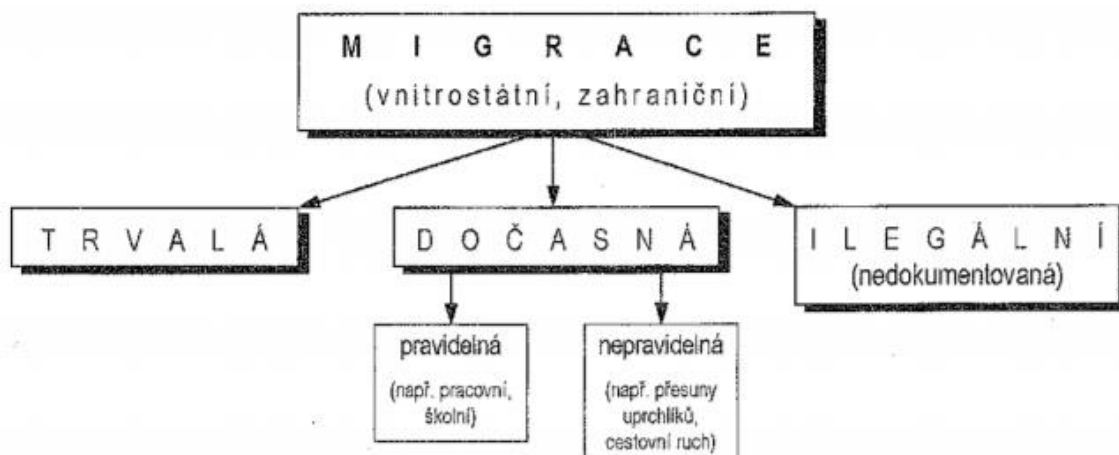 M I G R A C E
(vnitrostátní, zahraniční)
T R V A L Á
D O Č A S N Á
I L E G Á L N Í
(nedokumentovaná)
pravidelná
(např. pracovní,
školní)
nepravidelná
(např. přesuny
uprchlíků,
cestovní ruch)